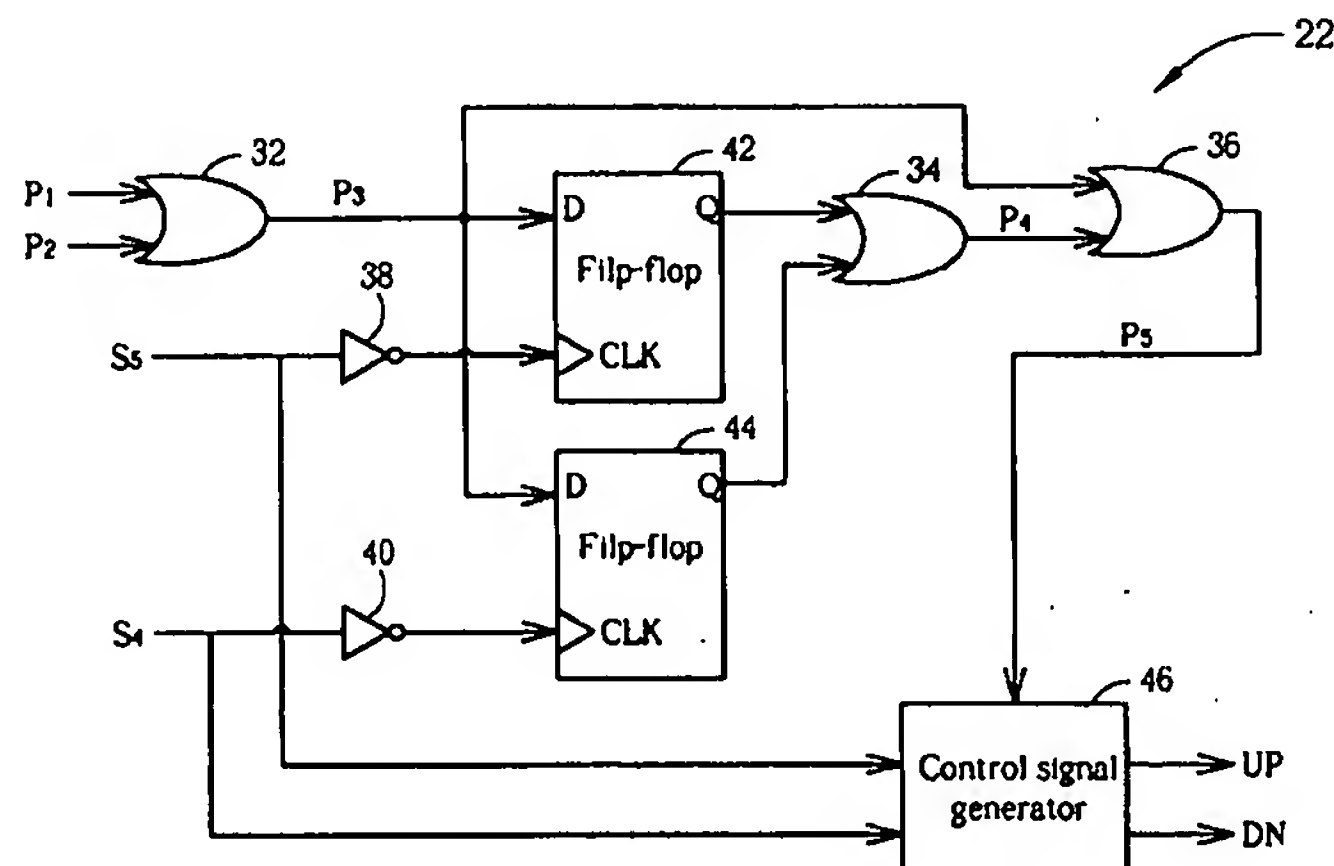 22
32
42
34
36
P1
P2
P3
D
Q
P4
Filp-flop
38
S5
CLK
P5
44
D
Q
Filp-flop
40
S4
CLK
46
Control signal
generator
UP
DN